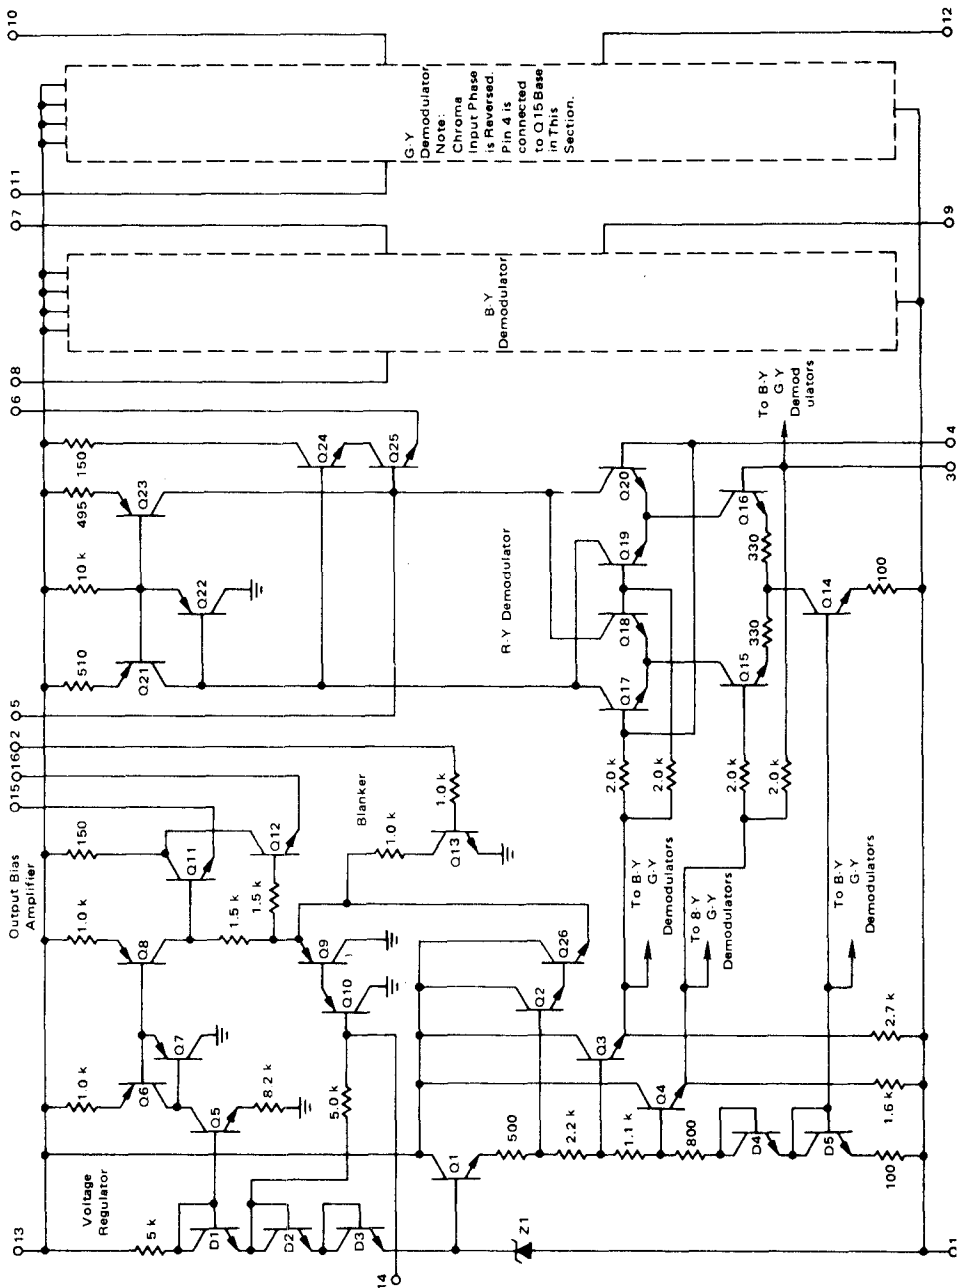 13
Voltage
Regulator
5 k
D1
D2
D3
14
Z1
1
1.0 k
Q6
Q7
Q5
8.2 k
5.0 k
Q1
500
2.2 k
1.1 k
800
D4
D5
100
Output Bias
Amplifier
1.0 k
Q8
150
Q11
1.5 k
1.5 k
Q12
Q9
Q10
Blanker
1.0 k
1.0 k
Q13
Q2
Q26
Q3
Q4
1.6 k
2.7 k
To B-Y
G-Y
Demodulators
To B-Y
G-Y
Demodulators
To B-Y
G-Y
Demodulators
15
16
2
5
510
Q21
10 k
Q22
495
Q23
150
Q24
Q25
R-Y Demodulator
Q17
Q18
Q19
Q20
2.0 k
2.0 k
2.0 k
2.0 k
Q15
Q16
330
330
Q14
100
To B-Y
G-Y
Demod
ulators
3
4
6
8
7
B-Y
Demodulator
9
11
10
G-Y
Demodulator
Note:
Chroma
Input Phase
is Reversed.
Pin 4 is
connected
to Q15 Base
in This
Section.
12